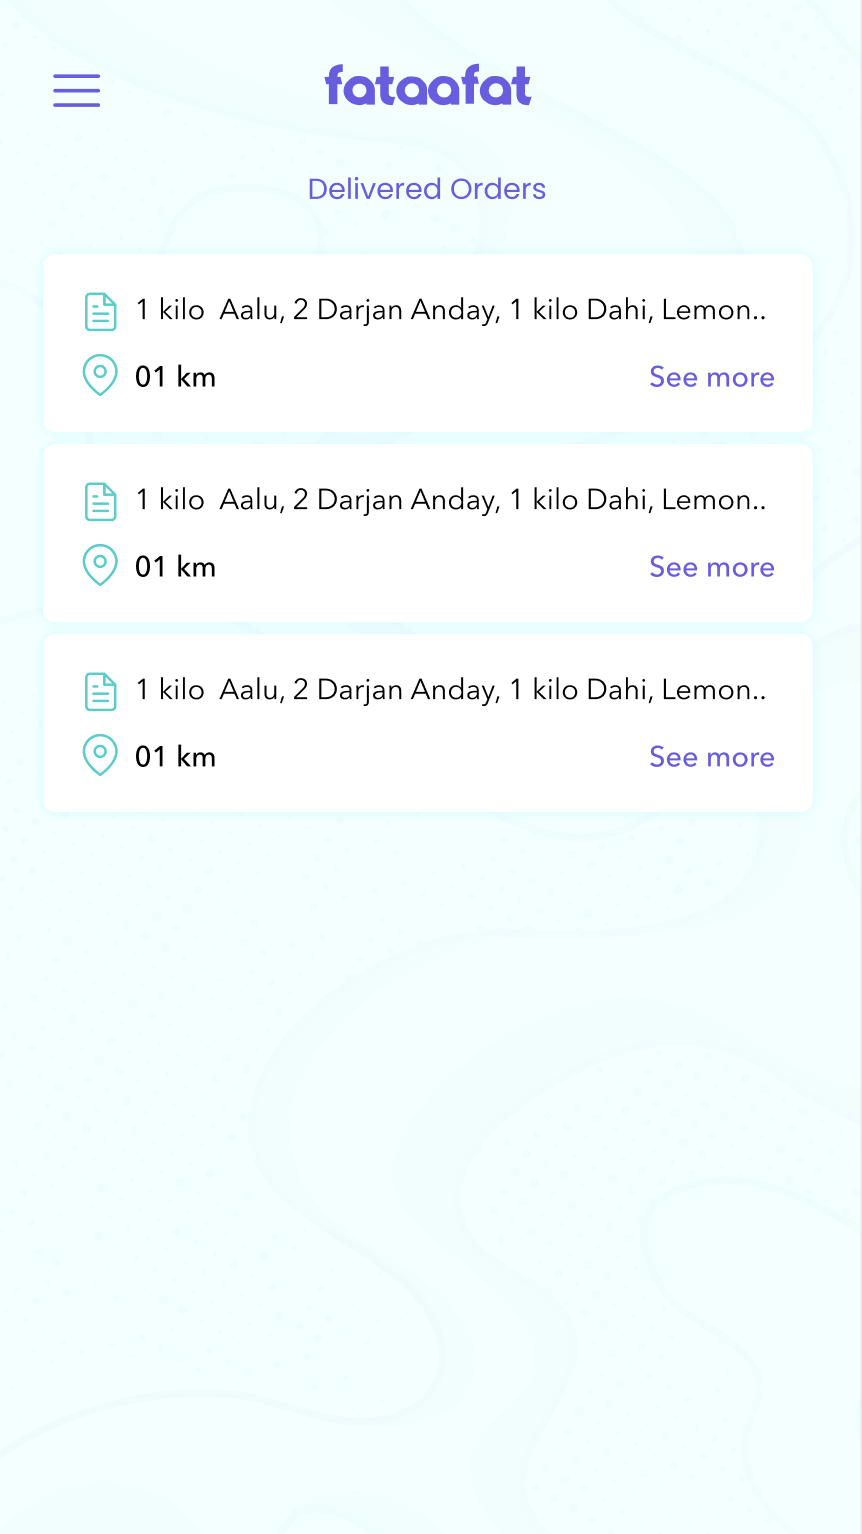 fataafat
Delivered Orders
1 kilo  Aalu, 2 Darjan Anday, 1 kilo Dahi, Lemon..
01 km
See more
1 kilo  Aalu, 2 Darjan Anday, 1 kilo Dahi, Lemon..
01 km
See more
1 kilo  Aalu, 2 Darjan Anday, 1 kilo Dahi, Lemon..
01 km
See more